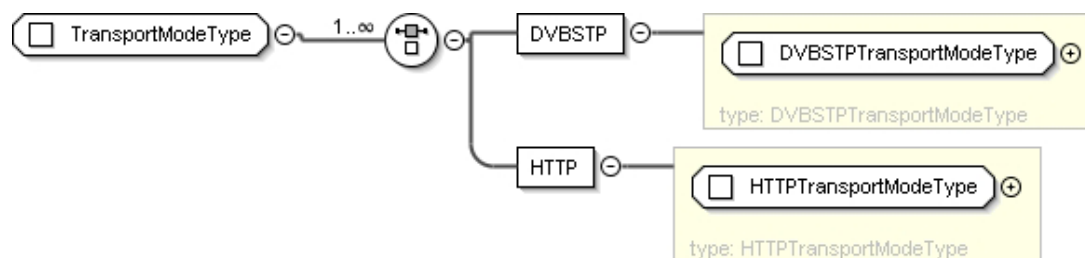 TransportModeType
1..∞
DVBSTP
DVBSTPTransportModeType
type: DVBSTPTransportModeType
HTTP
HTTPTransportModeType
type: HTTPTransportModeType